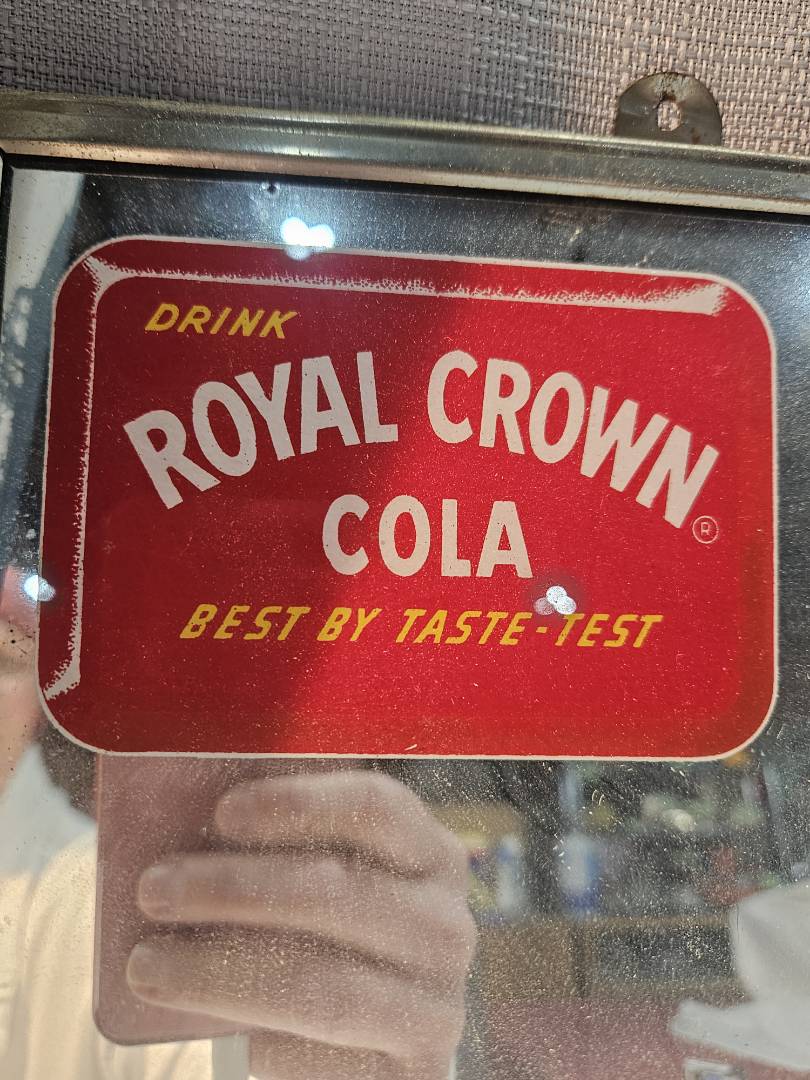 DRINK
ROYAL CROWN ®
COLA
BEST BY TASTE-TEST